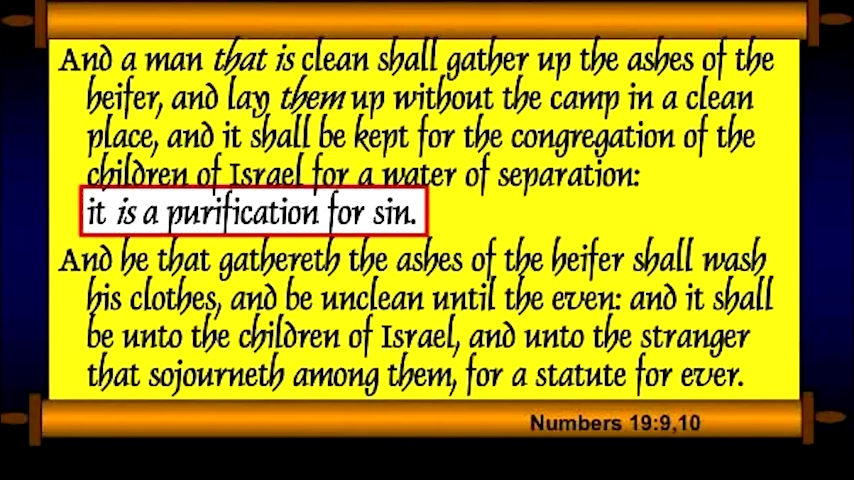 And a man that is clean shall gather up the ashes of the
heifer, and lay them up without the camp in a clean
place, and it shall be kept for the congregation of the
children of Israel for a water of separation:
it is a purification for sin.
And he that gathereth the ashes of the heifer shall wash
his clothes, and be unclean until the even: and it shall
be unto the children of Israel, and unto the stranger
that sojourneth among them, for a statute for ever.
Numbers 19:9,10